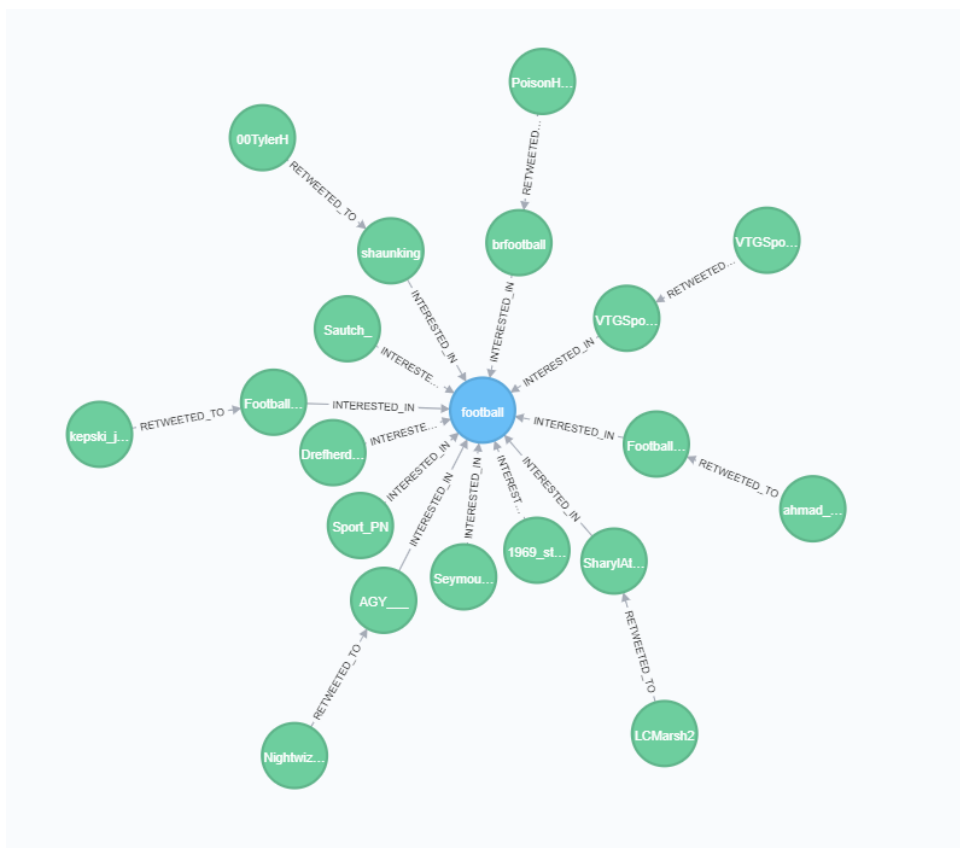 PoisonH...
00TylerH
RETWEETED_TO
RETWEETED...
shaunking
brfootball
VTGSpo...
RETWEETED...
VTGSpo...
INTERESTED_IN
INTERESTED_IN
INTERESTED_IN
Sautch_
INTERESTE...
kepski_j...
RETWEETED_TO
Football...
INTERESTED_IN
football
INTERESTED_IN
Football...
RETWEETED_TO
ahmad_...
Drefherd...
INTERESTE...
Sport_PN
INTERESTED_IN
INTERESTED_IN
INTERESTED_IN
INTEREST...
INTERESTED_IN
AGY___
Seymou...
1969_st...
SharylAt...
RETWEETED_TO
RETWEETED_TO
Nightwiz...
LCMarsh2